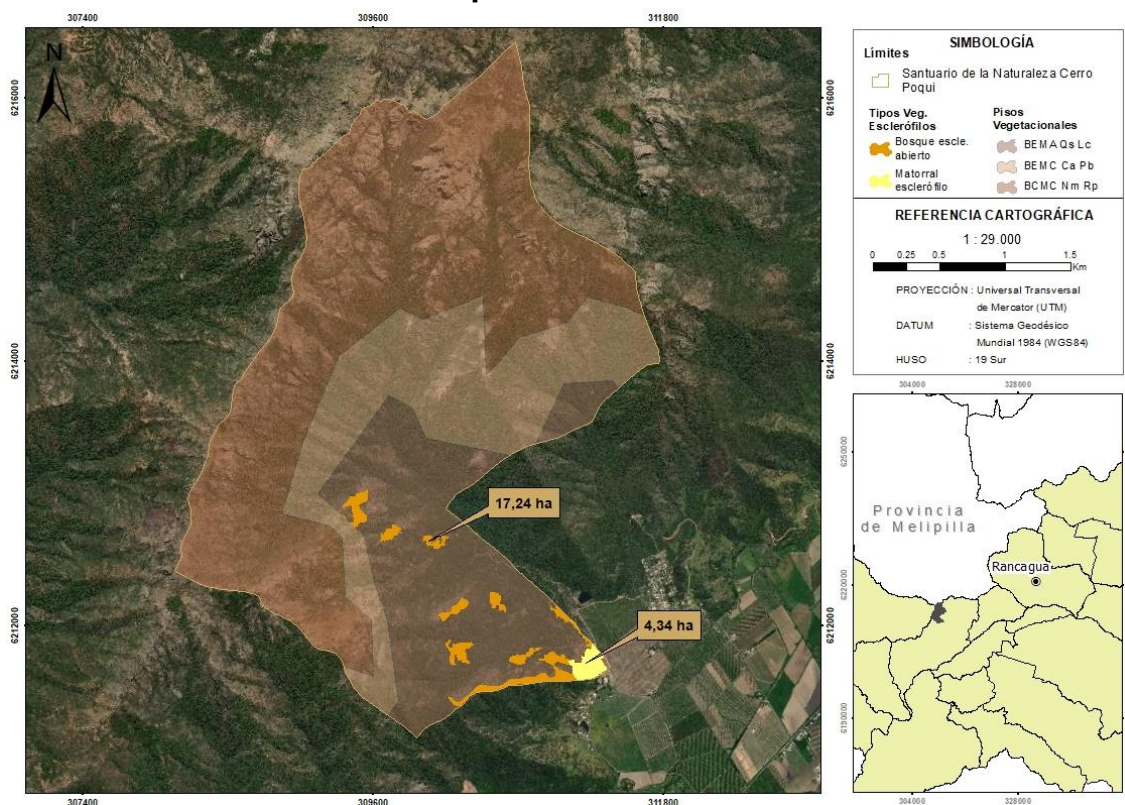 307400
309600
311800
N
6216000
6216000
6214000
6214000
6212000
6212000
17,24 ha
4,34 ha
307400
309600
311800
SIMBOLOGÍA
Límites
Santuario de la Naturaleza Cerro
Poqui
Tipos Veg.
Esclerófilos
Bosque escle.
abierto
Matorral
esclerófilo
Pisos
Vegetacionales
BEMA Qs Lc
BEMC Ca Pb
BCMC Nm Rp
REFERENCIA CARTOGRÁFICA
1 : 29.000
0 0.25 0.5 1 1.5
Km
PROYECCIÓN : Universal Transversal
de Mercator (UTM)
DATUM : Sistema Geodésico
Mundial 1984 (WGS84)
HUSO : 19 Sur
304000
328000
6250000
6220000
6190000
Provincia
de Melipilla
Rancagua
304000
328000